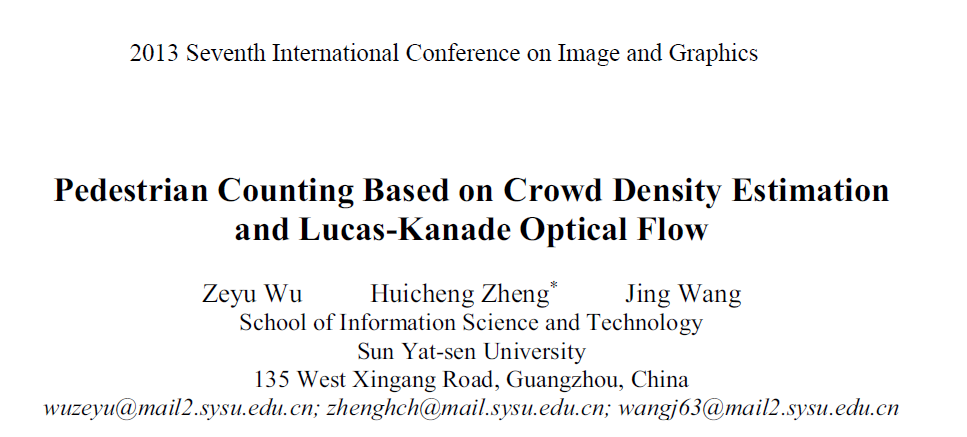 2013 Seventh International Conference on Image and Graphics
Pedestrian Counting Based on Crowd Density Estimation
and Lucas-Kanade Optical Flow
Zeyu Wu Huicheng Zheng* Jing Wang
School of Information Science and Technology
Sun Yat-sen University
135 West Xingang Road, Guangzhou, China
wuzeyu@mail2.sysu.edu.cn; zhenghch@mail.sysu.edu.cn; wangj63@mail2.sysu.edu.cn